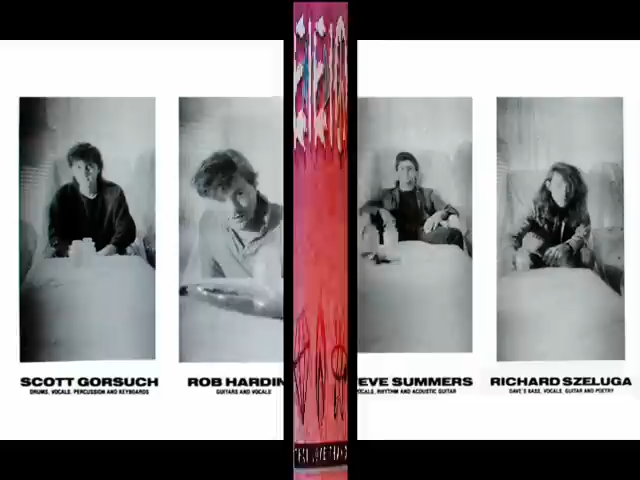 SCOTT GORSUCH
DRUMS, VOCALS, PERCUSSION AND KEYBOARDS
ROB HARDIN
GUITARS AND VOCALS
EVE SUMMERS
OCALS, RHYTHM AND ACOUSTIC GUITAR
RICHARD SZELUGA
DAVE'S BASS, VOCALS, GUITAR AND POETRY